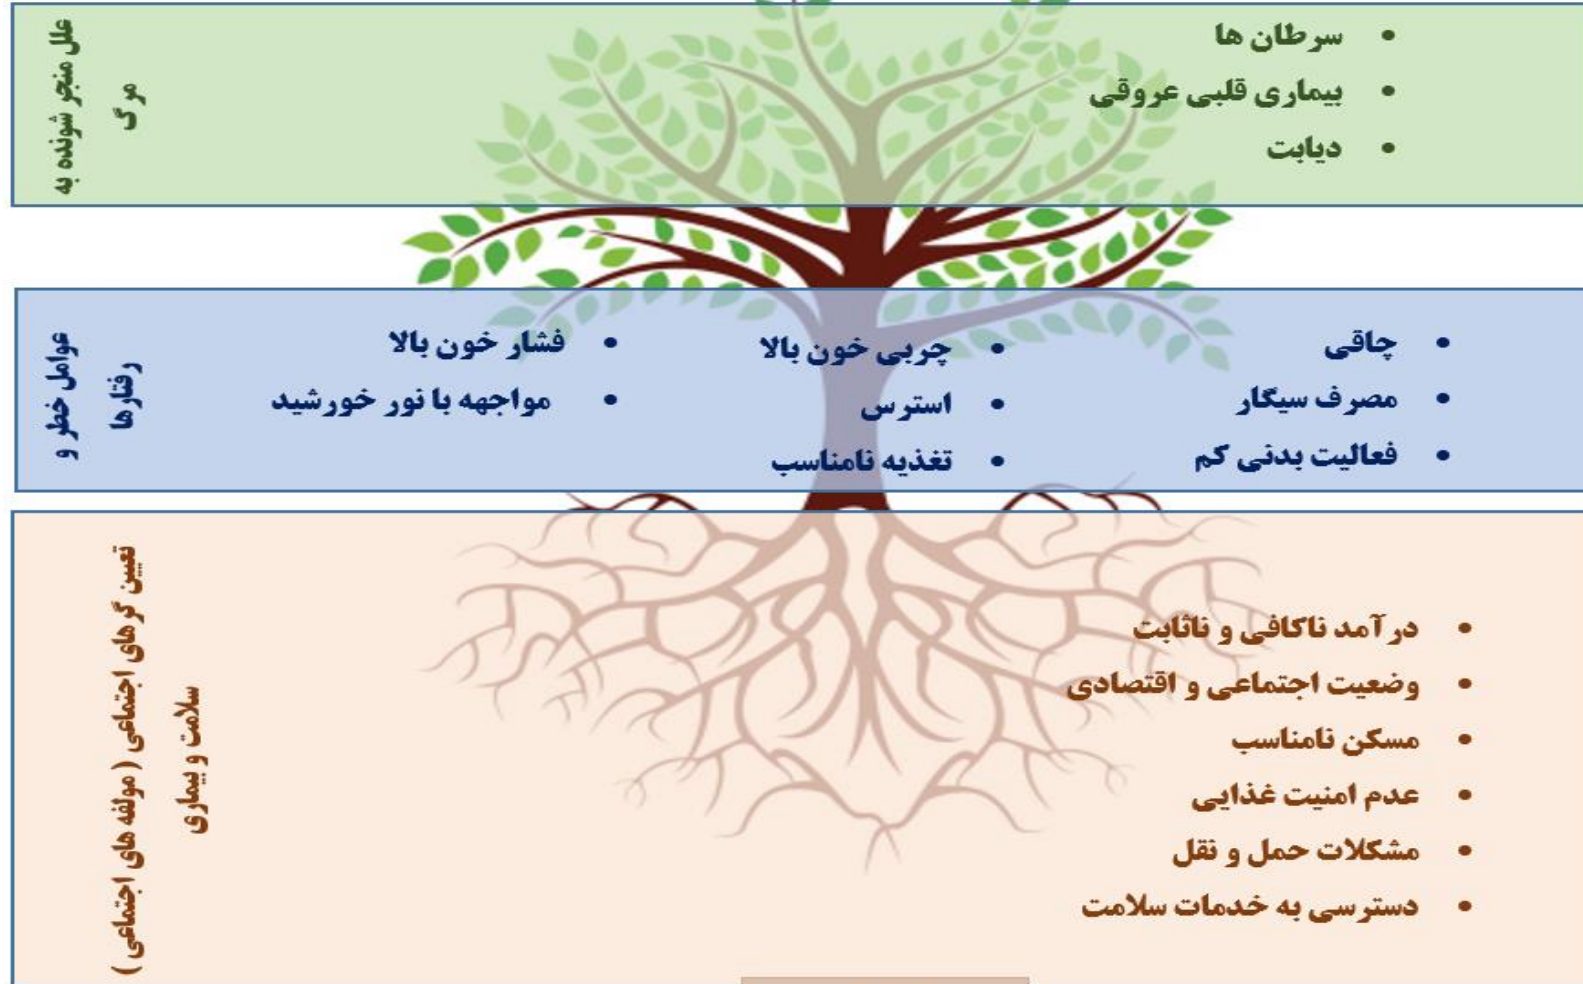 علل منجر شونده به
مرگ
سرطان ها
بیماری قلبی عروقی
دیابت
عوامل خطر و
رفتارها
چاقی
مصرف سیگار
فعالیت بدنی کم
چربی خون بالا
استرس
تغذیه نامناسب
فشار خون بالا
مواجهه با نور خورشید
تعیین گرهای اجتماعی ( مولفه های اجتماعی )
سلامت و بیماری
درآمد ناکافی و ناثابت
وضعیت اجتماعی و اقتصادی
مسکن نامناسب
عدم امنیت غذایی
مشکلات حمل و نقل
دسترسی به خدمات سلامت